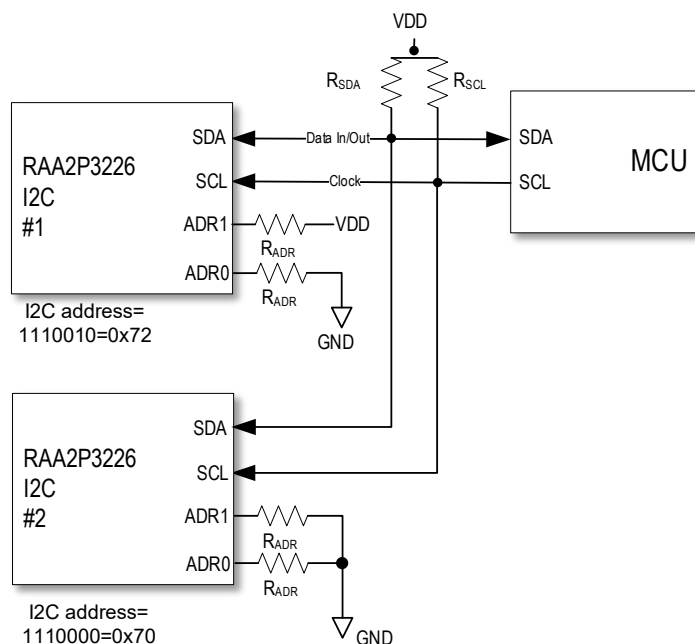 VDD
RSDA
RSCL
SDA
Data In/Out
SDA
RAA2P3226
I2C
#1
MCU
SCL
Clock
SCL
ADR1
RADR
VDD
ADR0
RADR
I2C address=
1110010=0x72
GND
SDA
RAA2P3226
I2C
#2
SCL
ADR1
RADR
ADR0
RADR
I2C address=
1110000=0x70
GND